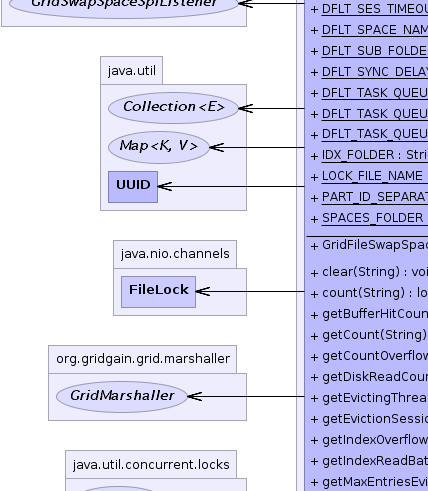 GridSwapSpaceSpiListener
java.util
Collection<E>
Map<K, V>
UUID
java.nio.channels
FileLock
org.gridgain.grid.marshaller
GridMarshaller
java.util.concurrent.locks
+ DFLT_SES_TIMEOU
+ DFLT_SPACE_NAM
+ DFLT_SUB_FOLDE
+ DFLT_SYNC_DELA
+ DFLT_TASK_QUEU
+ DFLT_TASK_QUEU
+ DFLT_TASK_QUEU
+ IDX_FOLDER : Stri
+ LOCK_FILE_NAME
+ PART_ID_SEPARAT
+ SPACES_FOLDER
+ GridFileSwapSpac
+ clear(String) : voi
+ count(String) : lo
+ getBufferHitCoun
+ getCount(String)
+ getCountOverflow
+ getDiskReadCoun
+ getEvictingThrea
+ getEvictionSessio
+ getIndexOverflow
+ getIndexReadBat
+ getMaxEntriesEvi